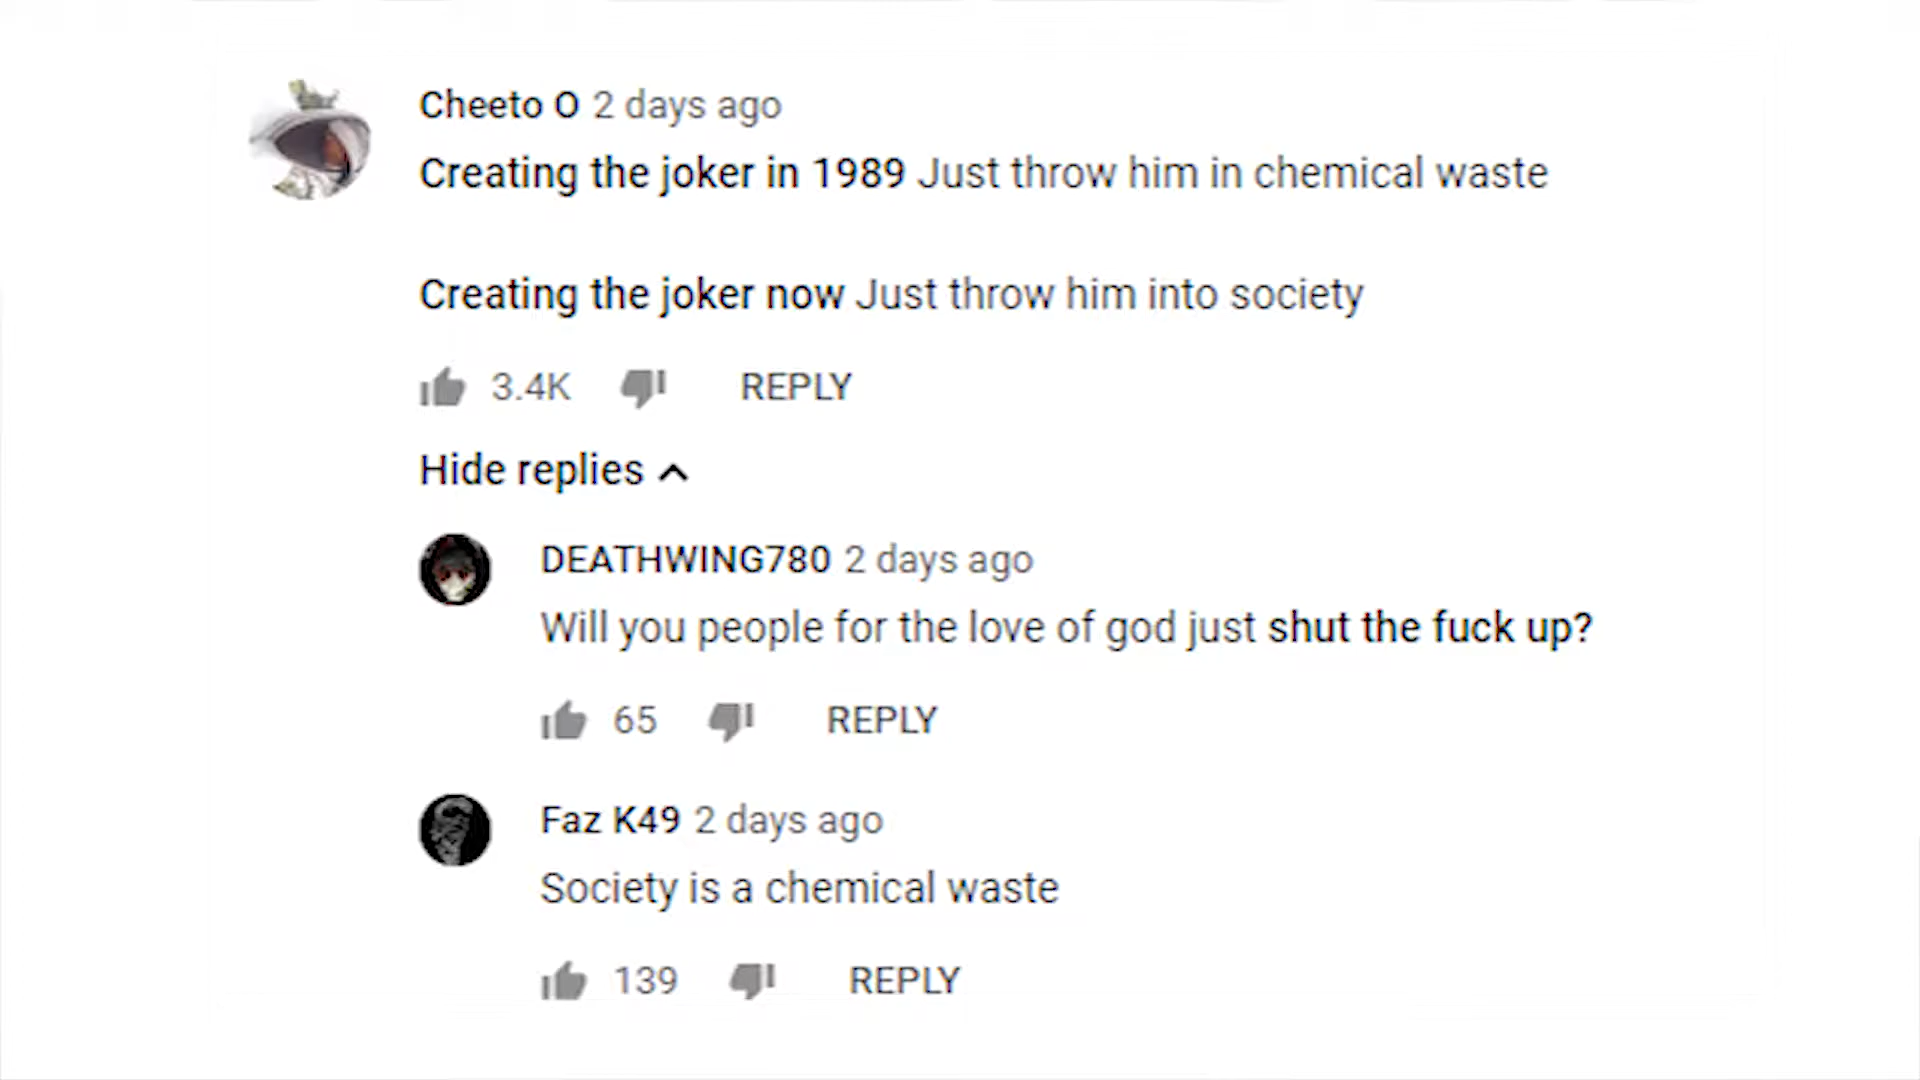 Cheeto O 2 days ago
Creating the joker in 1989 Just throw him in chemical waste
Creating the joker now Just throw him into society
3.4K REPLY
Hide replies
DEATHWING780 2 days ago
Will you people for the love of god just shut the fuck up?
65 REPLY
Faz K49 2 days ago
Society is a chemical waste
139 REPLY